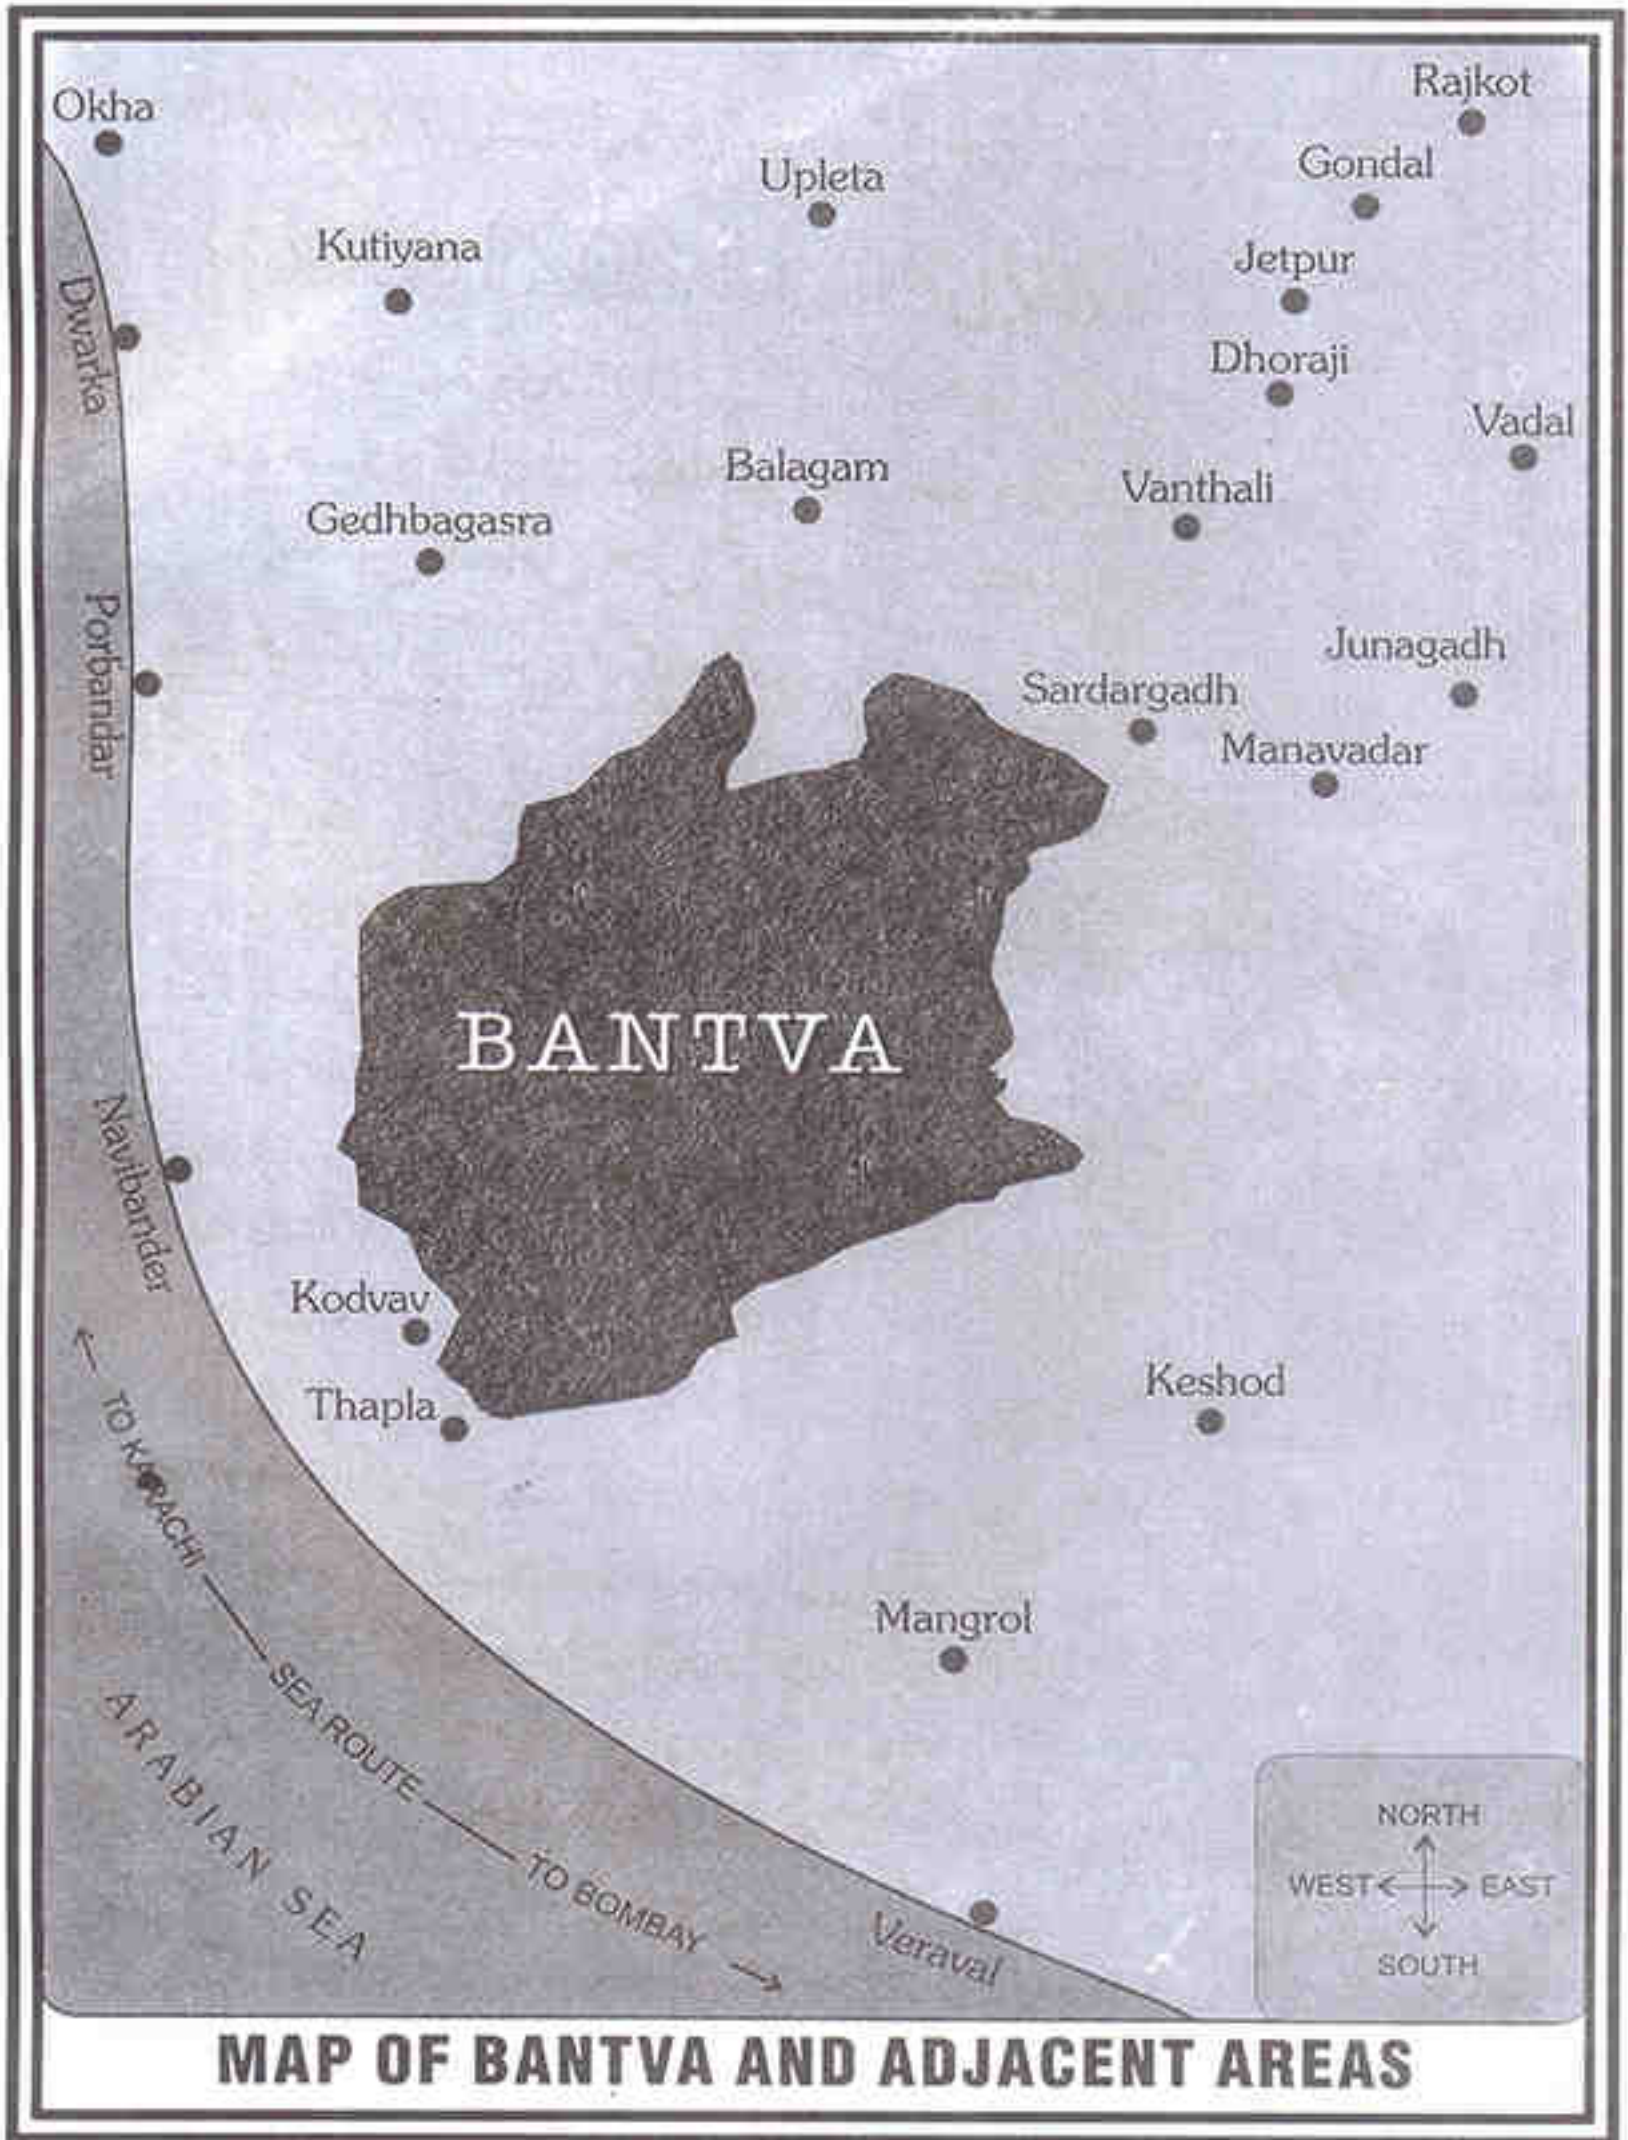 Okha
Rajkot
Gondal
Upleta
Kutiyana
Jetpur
Dwarka
Dhoraji
Vadal
Balagam
Vanthali
Gedhbagasra
Porbandar
Junagadh
Sardargadh
Manavadar
BANTVA
Navibander
Kodvav
Keshod
Thapla
TO KARACHI
SEA ROUTE
TO BOMBAY
Mangrol
ARABIAN SEA
Veraval
NORTH
WEST EAST
SOUTH
MAP OF BANTVA AND ADJACENT AREAS